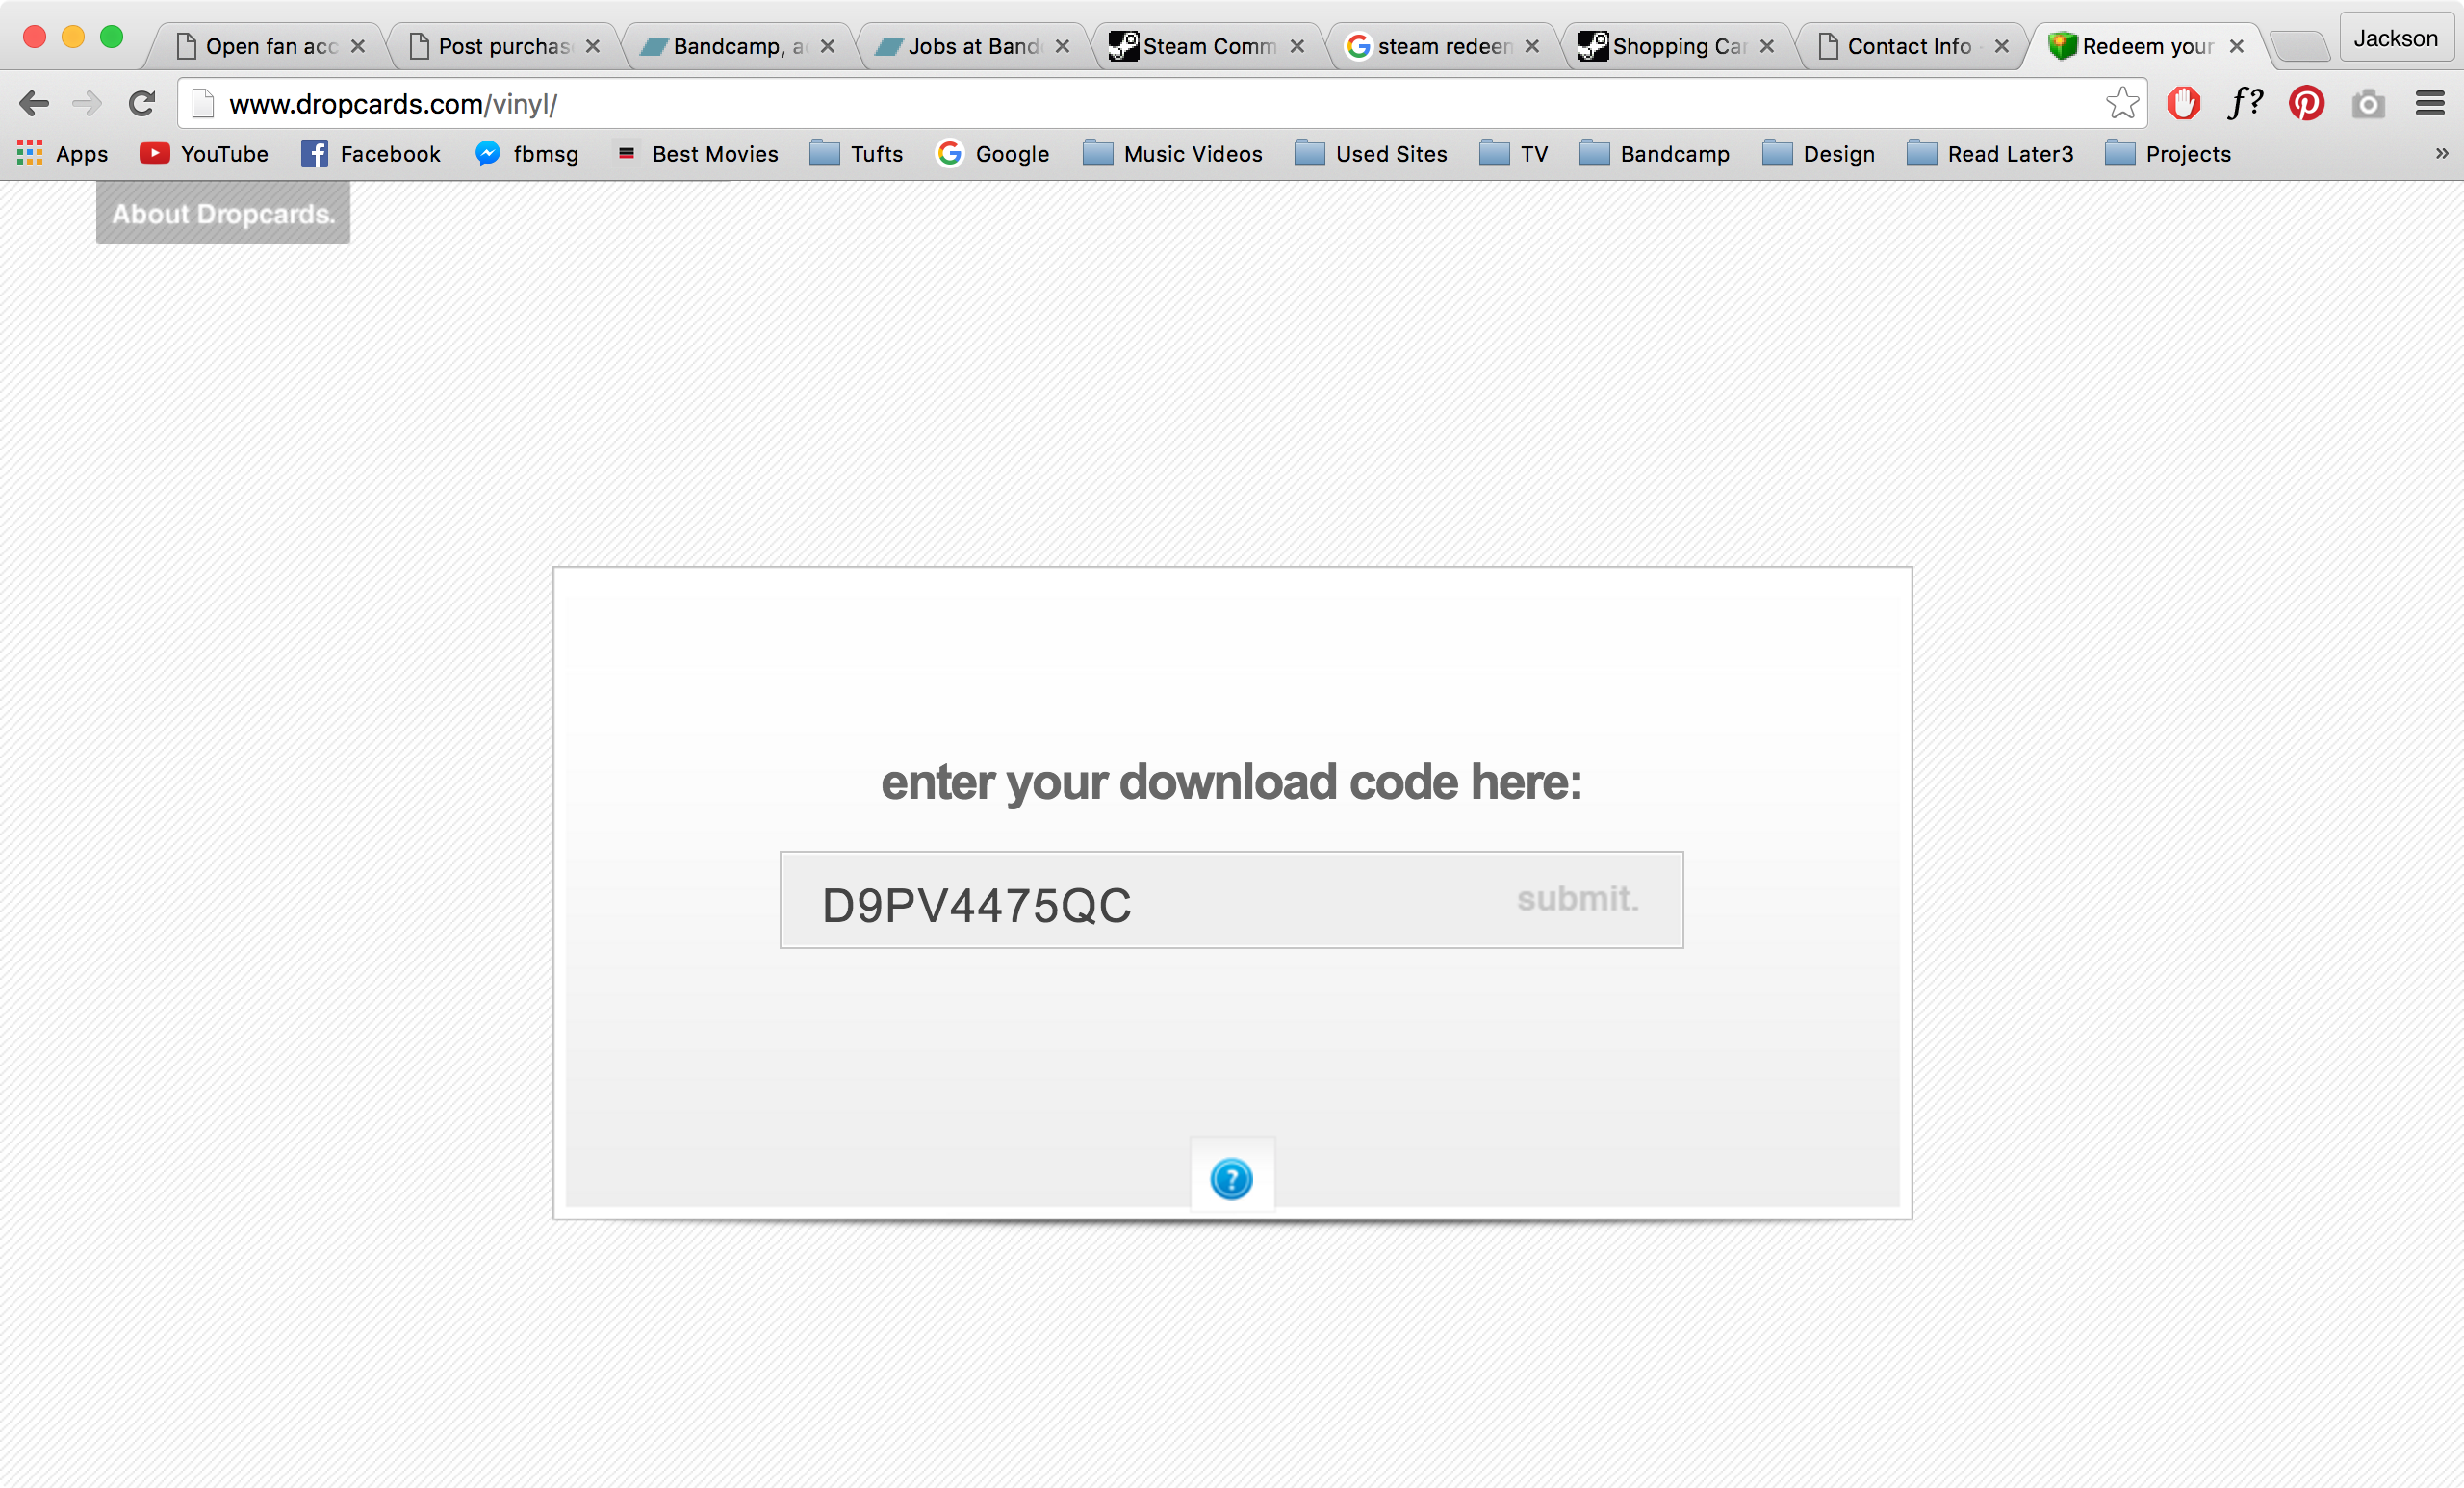 Open fan acc
Post purchas
Bandcamp, a
Jobs at Band
Steam Comm
steam redeem
Shopping Car
Contact Info
Redeem your
Jackson
www.dropcards.com/vinyl/
f?
Apps
YouTube
Facebook
fbmsg
Best Movies
Tufts
Google
Music Videos
Used Sites
TV
Bandcamp
Design
Read Later3
Projects
»
About Dropcards.
enter your download code here:
D9PV4475QC
submit.
?